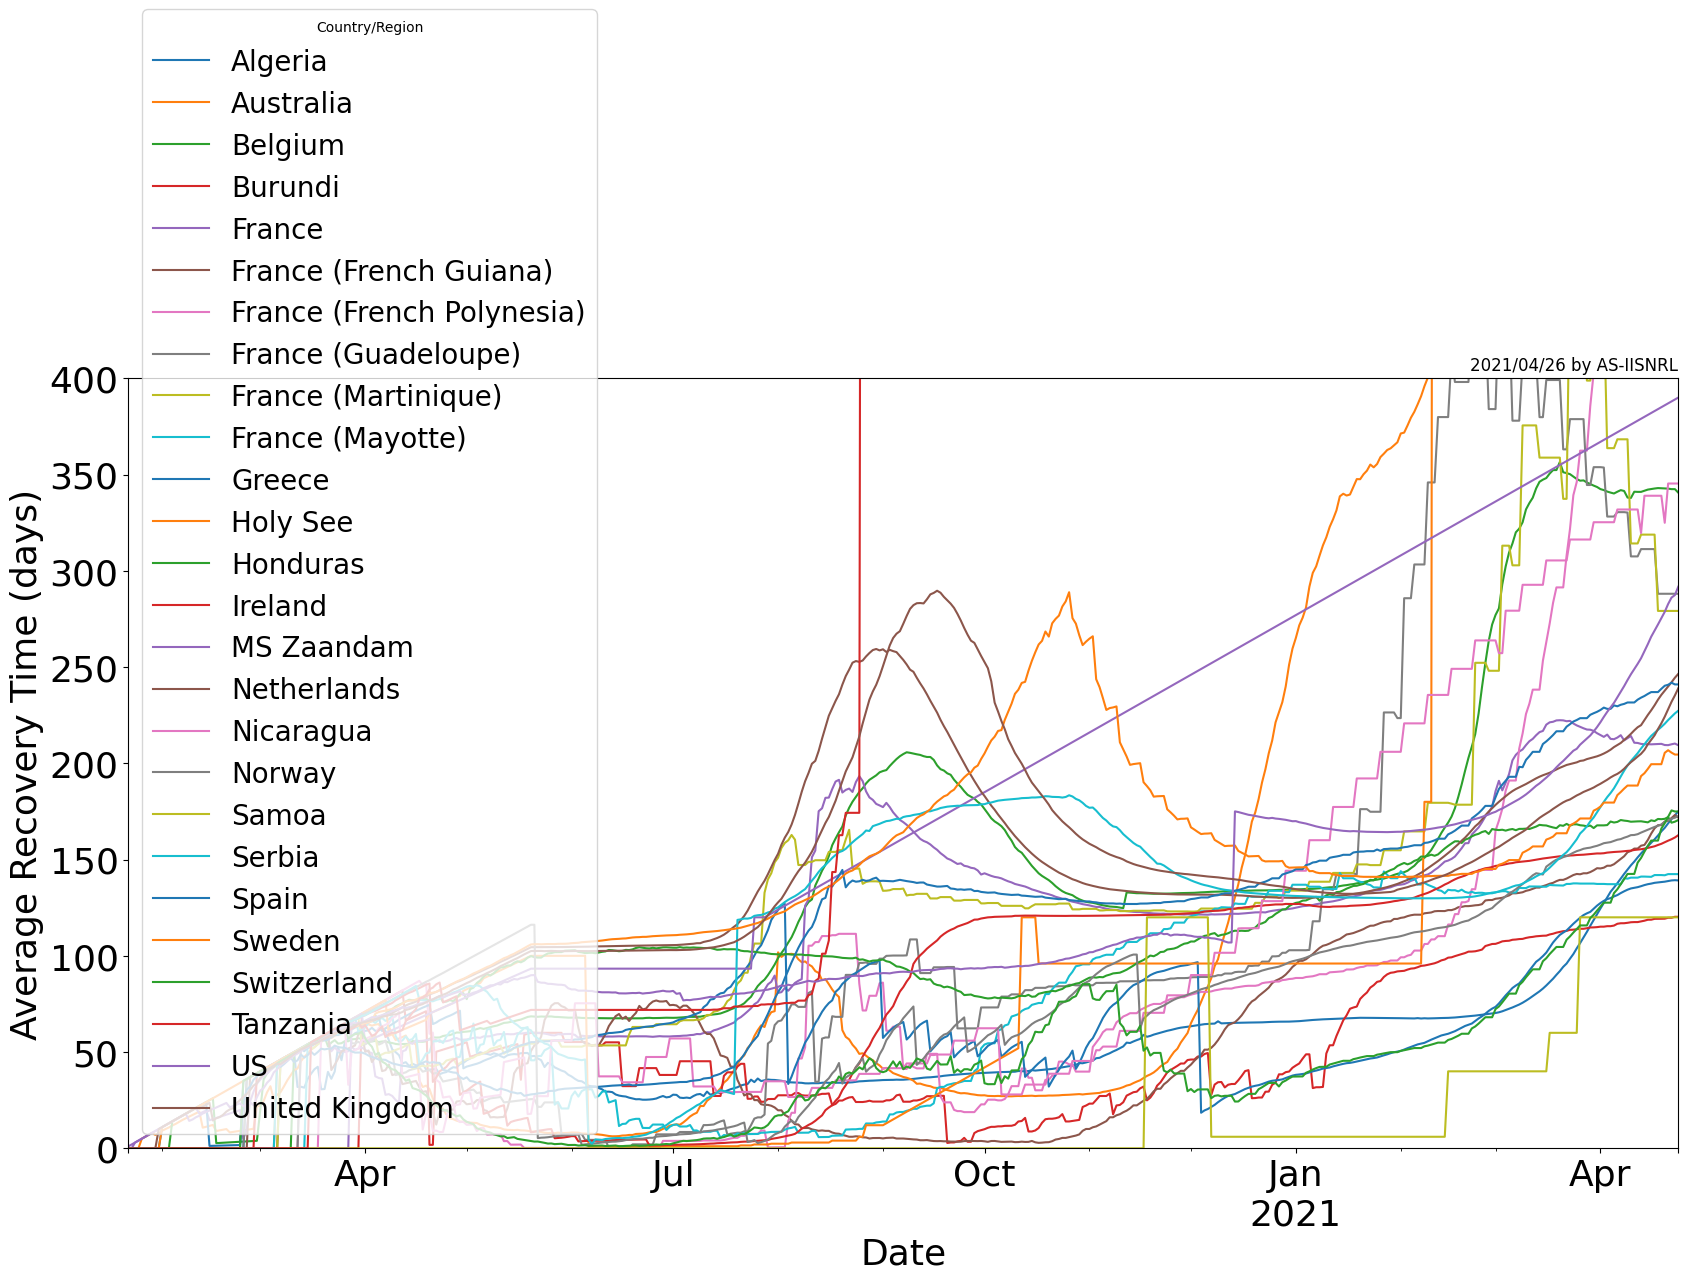 Country/Region
Algeria
Australia
Belgium
Burundi
France
France (French Guiana)
France (French Polynesia)
France (Guadeloupe)
France (Martinique)
France (Mayotte)
Greece
Holy See
Honduras
Ireland
MS Zaandam
Netherlands
Nicaragua
Norway
Samoa
Serbia
Spain
Sweden
Switzerland
Tanzania
US
United Kingdom
2021/04/26 by AS-IISNRL
Average Recovery Time (days)
400
350
300
250
200
150
100
50
0
Apr
Jul
Oct
Jan
2021
Apr
Date